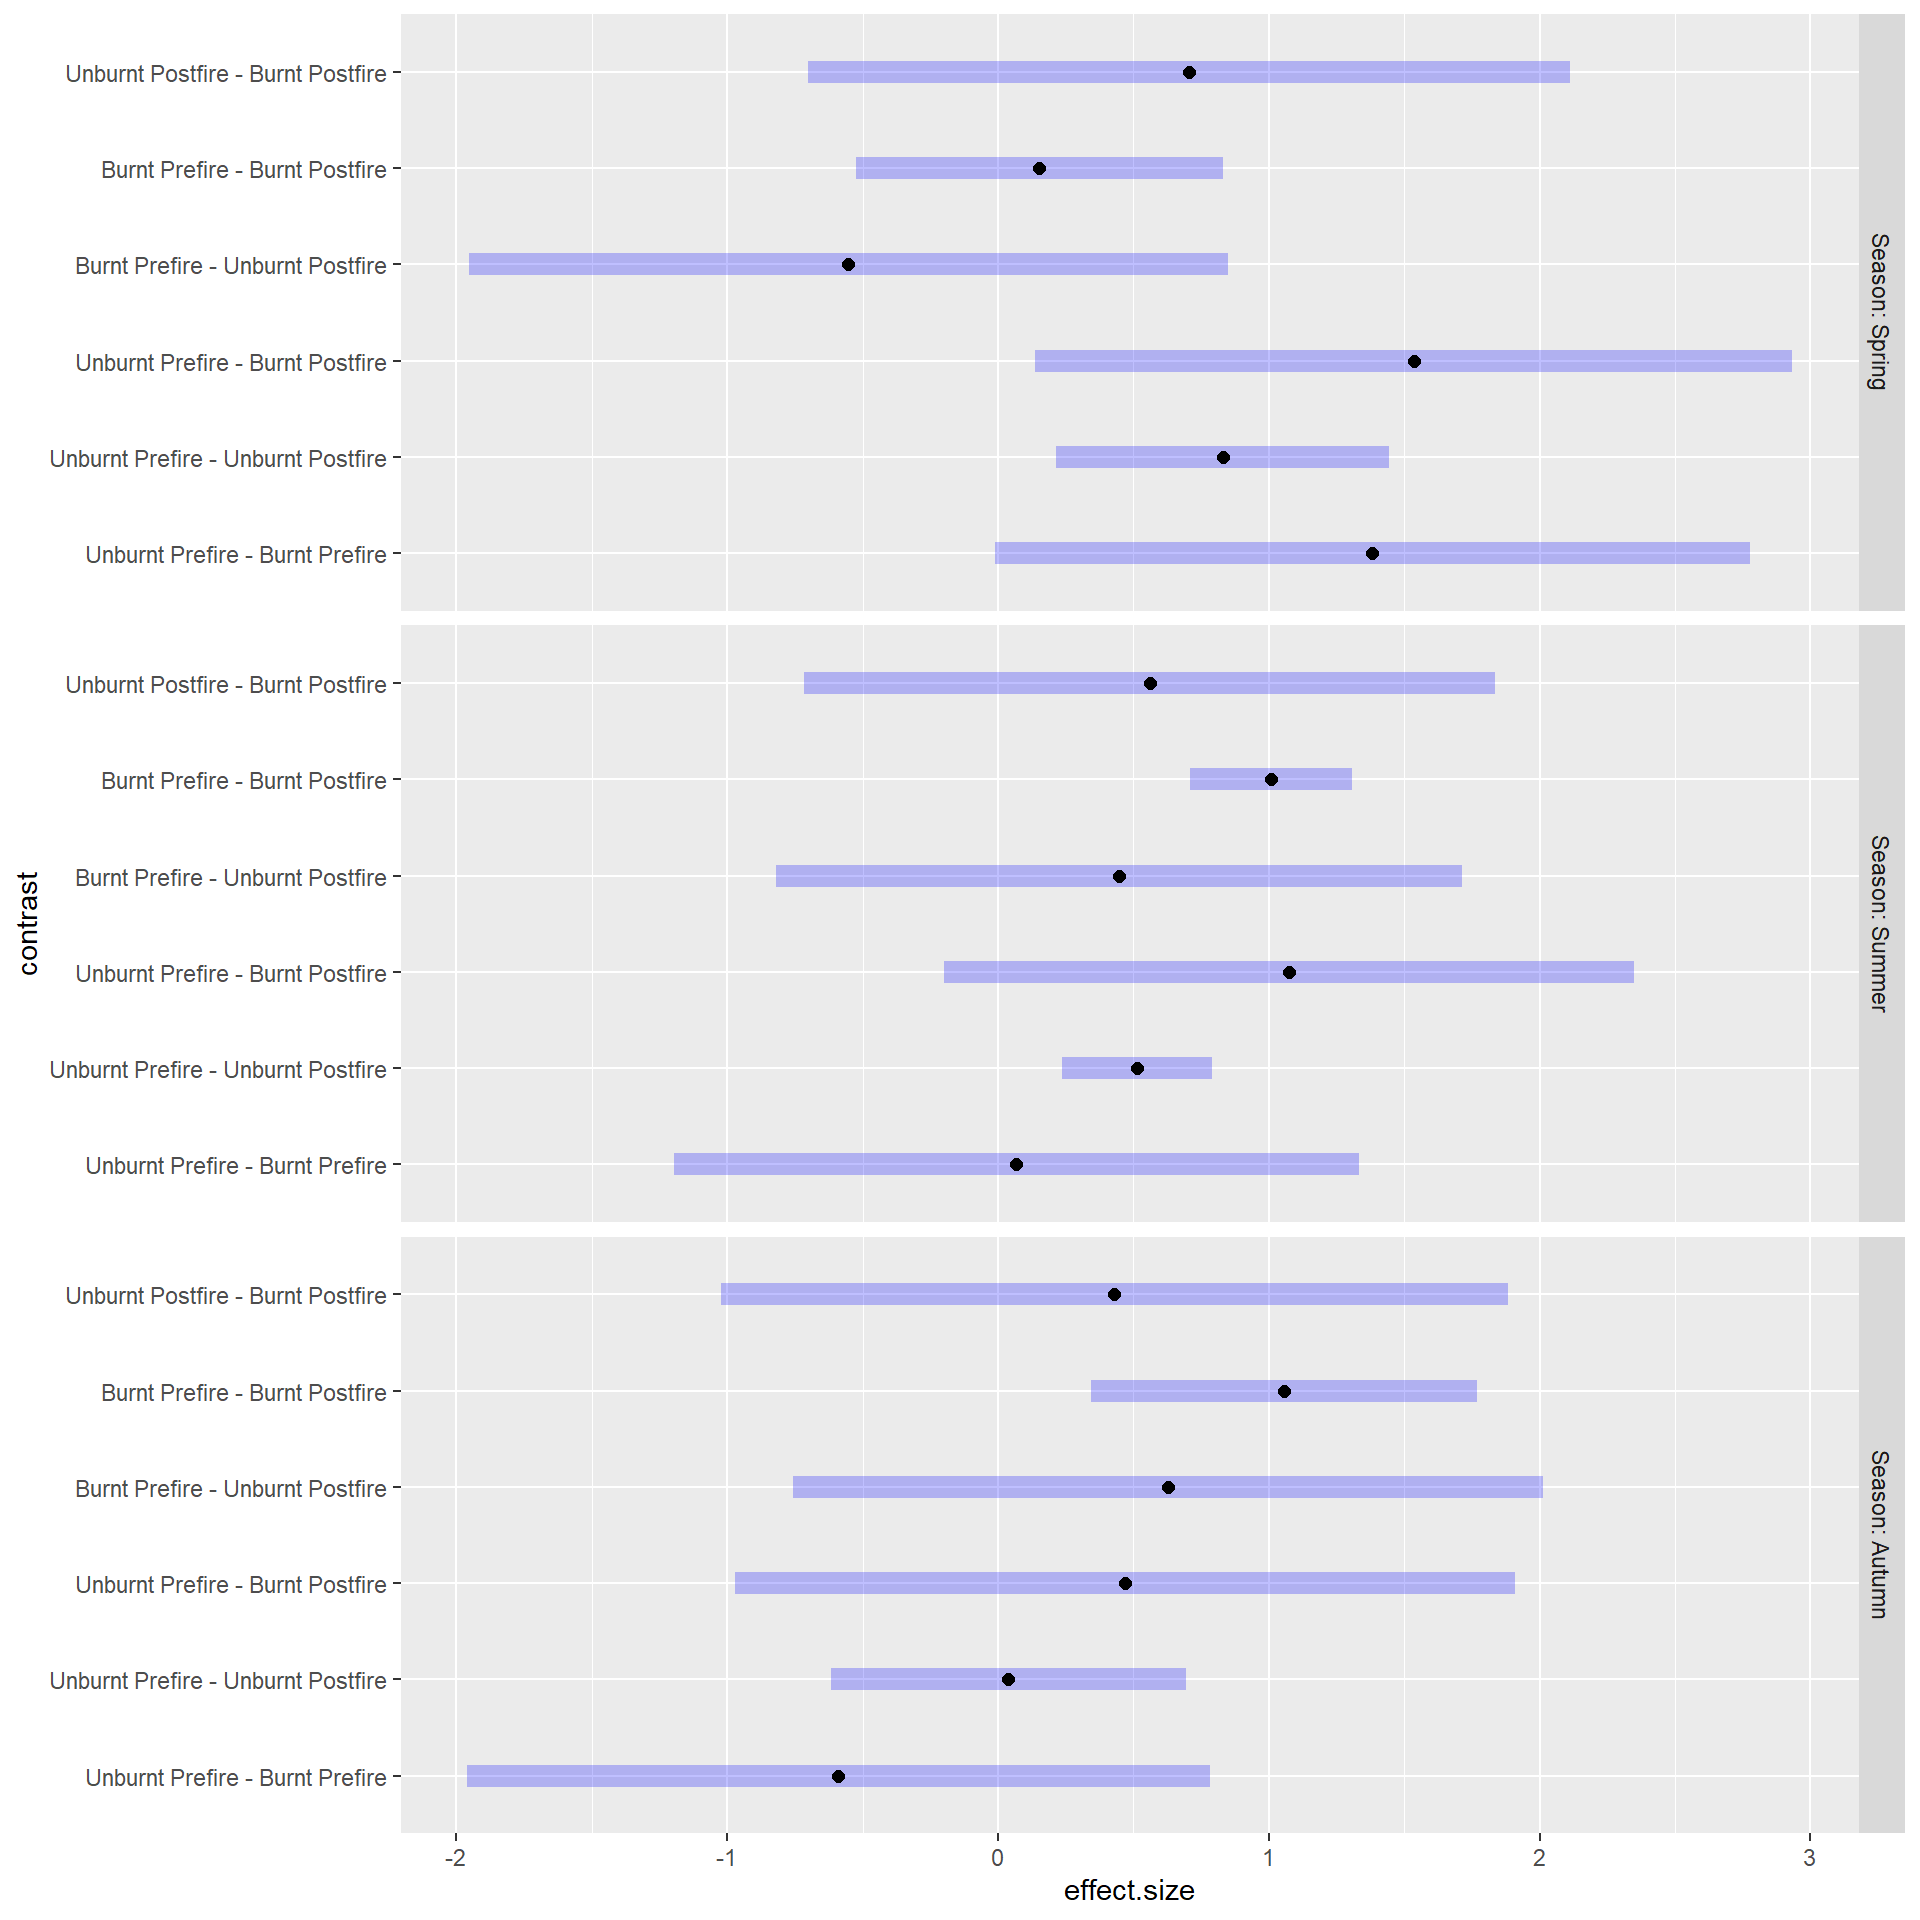 Unburnt Postfire - Burnt Postfire
Burnt Prefire - Burnt Postfire
Burnt Prefire - Unburnt Postfire
Unburnt Prefire - Burnt Postfire
Unburnt Prefire - Unburnt Postfire
Unburnt Prefire - Burnt Prefire
Season: Spring
Unburnt Postfire - Burnt Postfire
Burnt Prefire - Burnt Postfire
Burnt Prefire - Unburnt Postfire
Unburnt Prefire - Burnt Postfire
Unburnt Prefire - Unburnt Postfire
Unburnt Prefire - Burnt Prefire
Season: Summer
contrast
Unburnt Postfire - Burnt Postfire
Burnt Prefire - Burnt Postfire
Burnt Prefire - Unburnt Postfire
Unburnt Prefire - Burnt Postfire
Unburnt Prefire - Unburnt Postfire
Unburnt Prefire - Burnt Prefire
Season: Autumn
-2 -1 0 1 2 3
effect.size